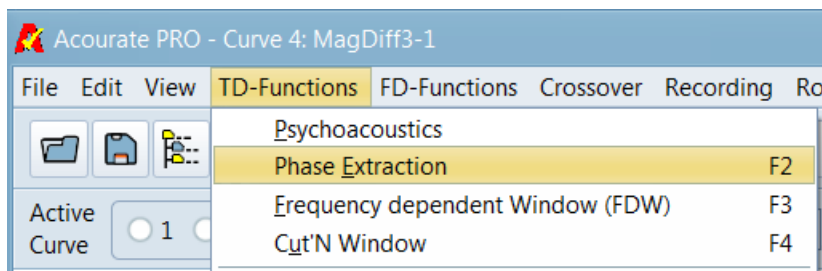 Acourate PRO - Curve 4: MagDiff3-1
File Edit View TD-Functions FD-Functions Crossover Recording Ro
Psychoacoustics
Phase Extraction F2
Frequency dependent Window (FDW) F3
Cut'N Window F4
Active
Curve
1